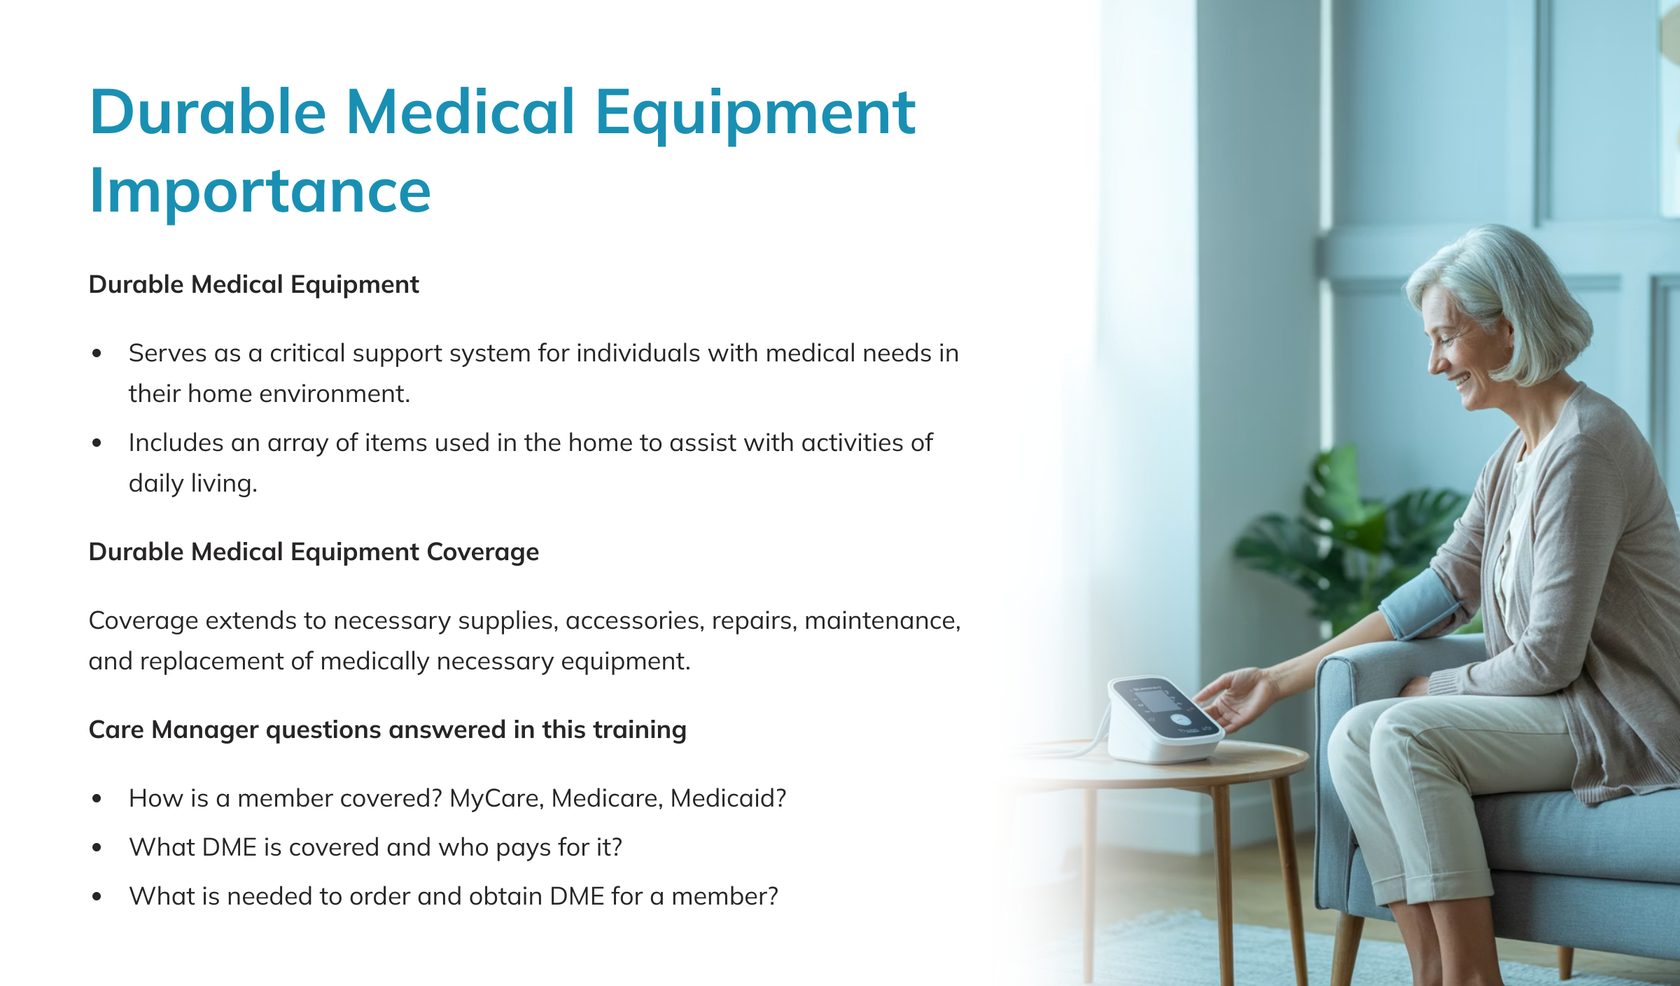 Durable Medical Equipment
Importance
Durable Medical Equipment
• Serves as a critical support system for individuals with medical needs in
their home environment.
• Includes an array of items used in the home to assist with activities of
daily living.
Durable Medical Equipment Coverage
Coverage extends to necessary supplies, accessories, repairs, maintenance,
and replacement of medically necessary equipment.
Care Manager questions answered in this training
• How is a member covered? MyCare, Medicare, Medicaid?
• What DME is covered and who pays for it?
• What is needed to order and obtain DME for a member?